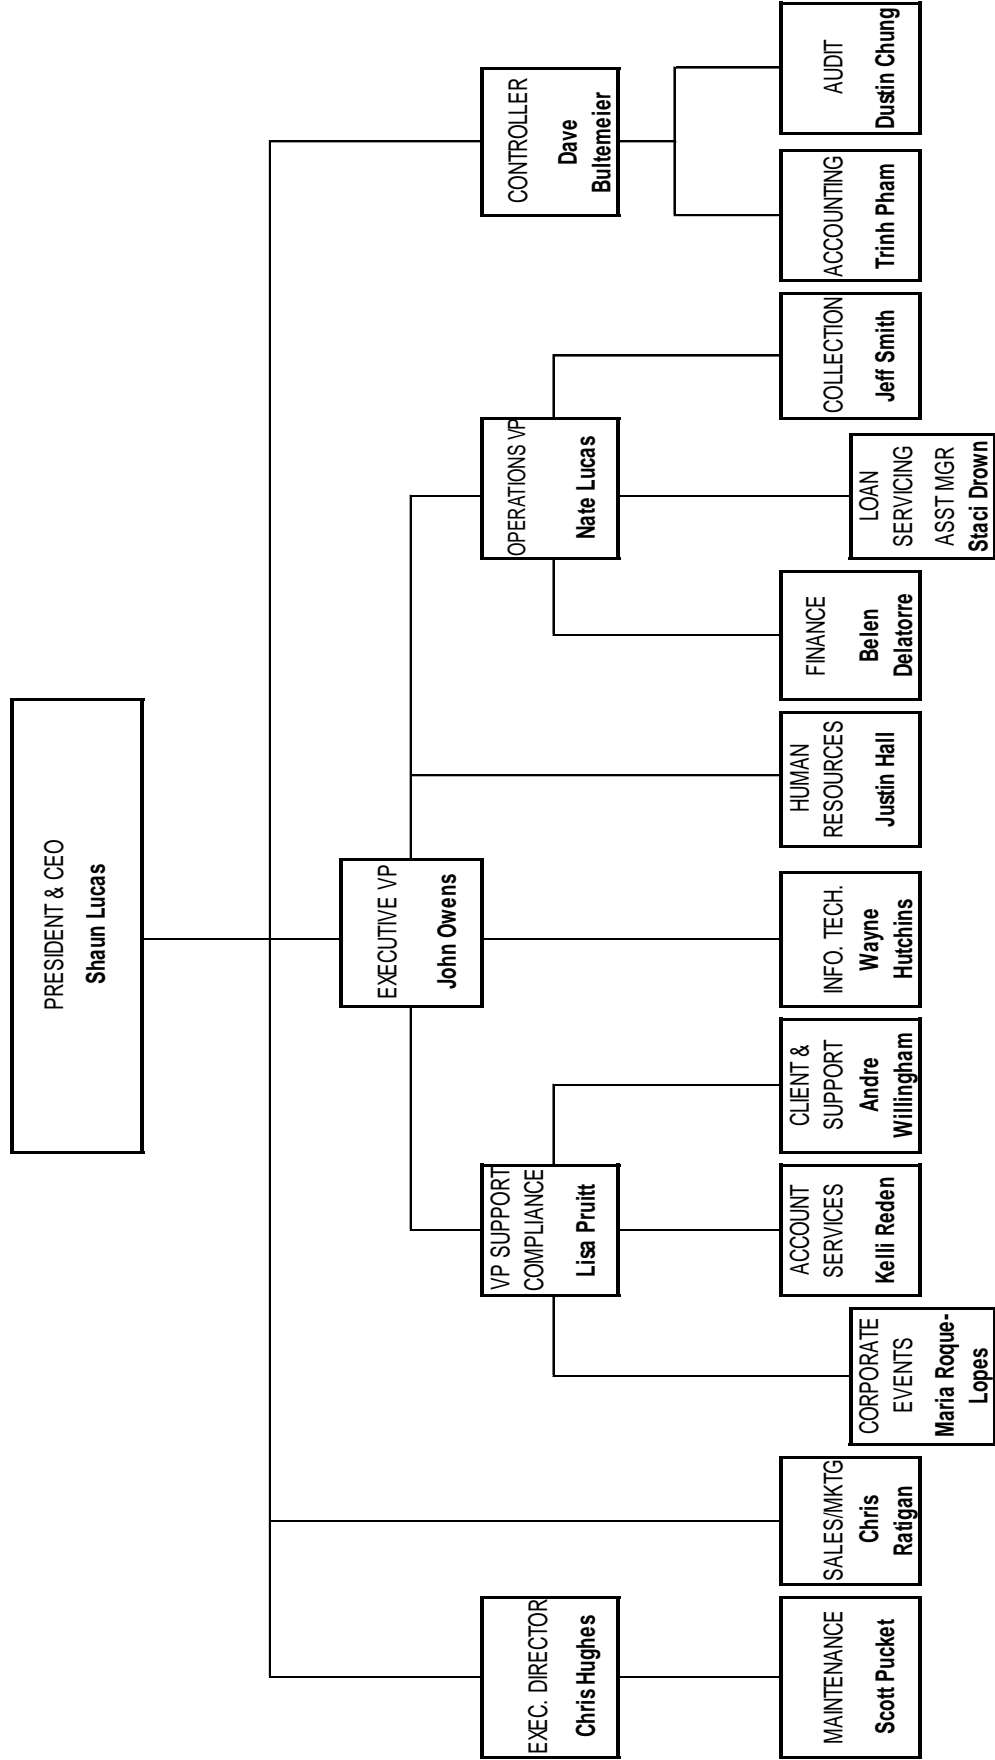 PRESIDENT & CEO
Shaun Lucas
EXECUTIVE VP
John Owens
EXEC. DIRECTOR
Chris Hughes
VP SUPPORT
COMPLIANCE
Lisa Pruitt
OPERATIONS VP
Nate Lucas
CONTROLLER
Dave
Bultemeier
MAINTENANCE
Scott Pucket
SALES/MKTG
Chris
Ratigan
CORPORATE
EVENTS
Maria Roque-
Lopes
ACCOUNT
SERVICES
Kelli Reden
CLIENT &
SUPPORT
Andre
Willingham
INFO. TECH.
Wayne
Hutchins
HUMAN
RESOURCES
Justin Hall
FINANCE
Belen
Delatorre
LOAN
SERVICING
ASST MGR
Staci Drown
COLLECTION
Jeff Smith
ACCOUNTING
Trinh Pham
AUDIT
Dustin Chung